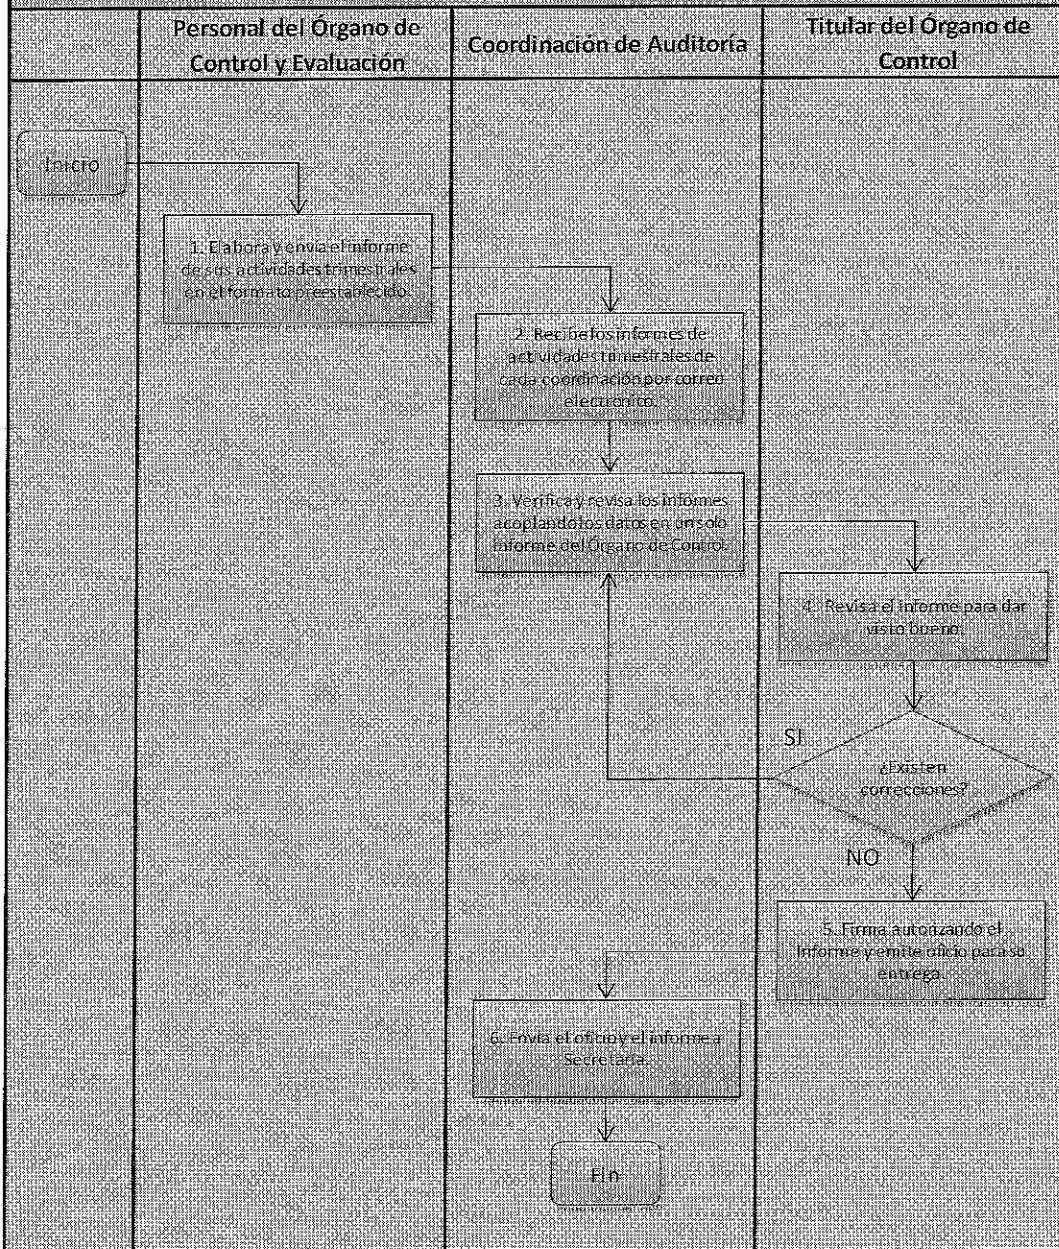 Personal del Órgano de
Control y Evaluación
Coordinación de Auditoría
Titular del Órgano de
Control
Inicio
1. Elabora y envía el informe
de sus actividades trimestrales
en el formato preestablecido.
2. Recibe los informes de
actividades trimestrales de
cada coordinación por correo
electrónico.
3. Verifica y revisa los informes
acoplando los datos en un solo
informe del Órgano de Control.
4. Revisa el informe para dar
visto bueno.
SI
¿Existen
correcciones?
NO
5. Firma autorizando el
Informe y emite oficio para su
entrega.
6. Envía el oficio y el informe a
Secretaría.
Fin